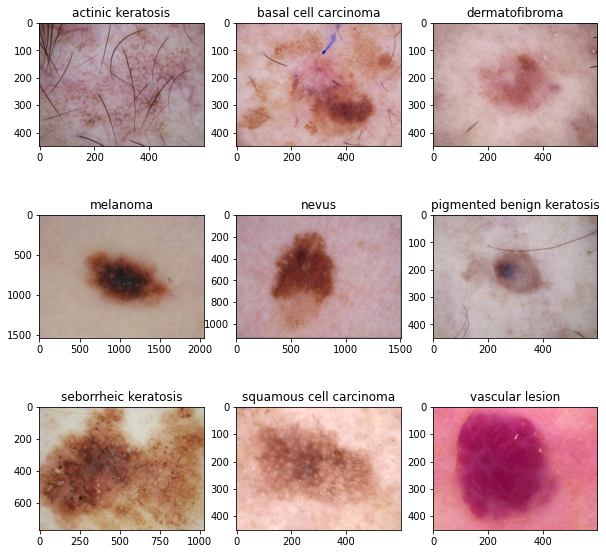 actinic keratosis
0
100
200
300
400
0 200 400
basal cell carcinoma
0
100
200
300
400
0 200 400
dermatofibroma
0
100
200
300
400
0 200 400
melanoma
0
500
1000
1500
0 500 1000 1500 2000
nevus
0
200
400
600
800
1000
0 500 1000 1500
pigmented benign keratosis
0
100
200
300
400
0 200 400
seborrheic keratosis
0
200
400
600
0 250 500 750 1000
squamous cell carcinoma
0
100
200
300
400
0 200 400
vascular lesion
0
100
200
300
400
0 200 400